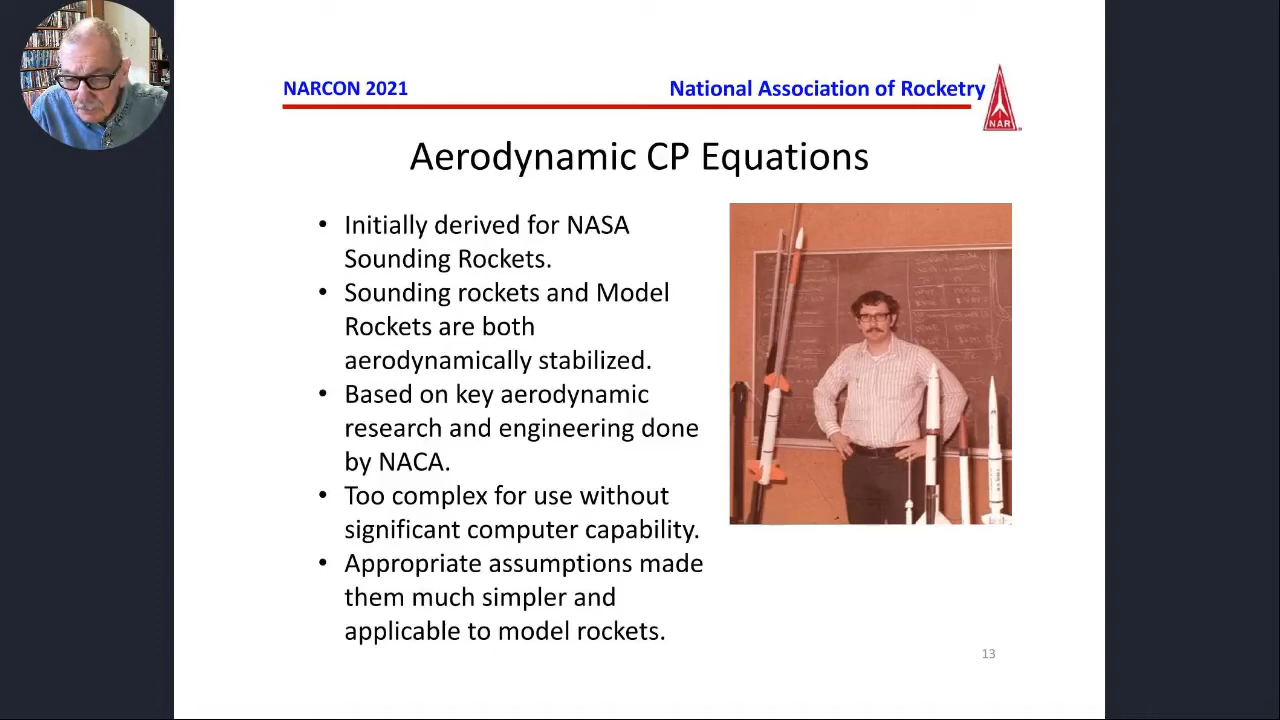 NARCON 2021
National Association of Rocketry
NAR
Aerodynamic CP Equations
• Initially derived for NASA
Sounding Rockets.
• Sounding rockets and Model
Rockets are both
aerodynamically stabilized.
• Based on key aerodynamic
research and engineering done
by NACA.
• Too complex for use without
significant computer capability.
• Appropriate assumptions made
them much simpler and
applicable to model rockets.
13